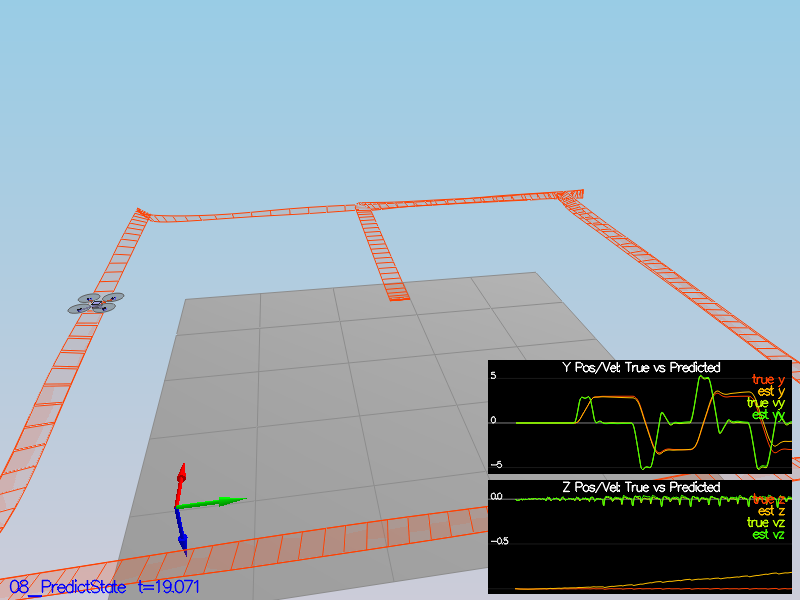 Y Pos/Vel: True vs Predicted
5
true y
est y
true vy
0
est vy
-5
Z Pos/Vel: True vs Predicted
0.0
true z
est z
true vz
est vz
-0.5
08_PredictState t=19.071